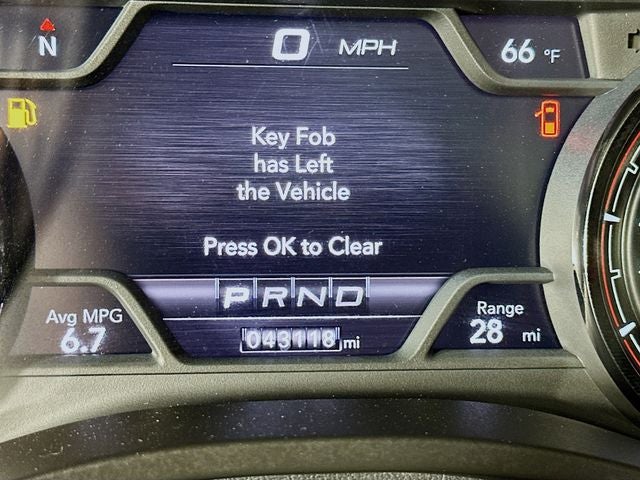 N
0 MPH
66 °F
Key Fob
has Left
the Vehicle
Press OK to Clear
PRND
Avg MPG
6.7
043118 mi
Range
28 mi